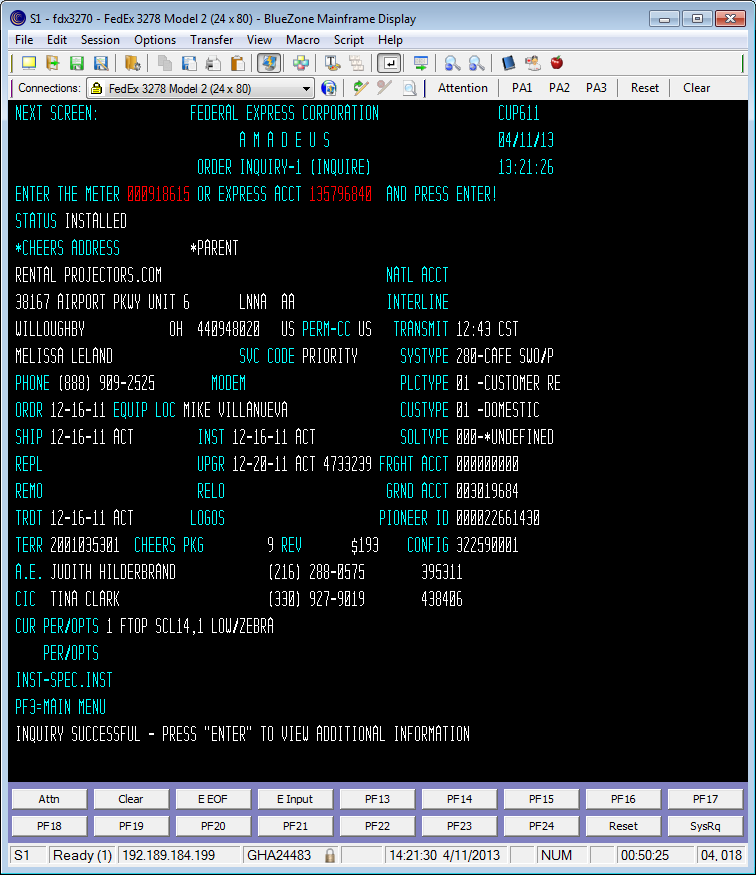 S1 - fdx3270 - FedEx 3278 Model 2 (24 x 80) - BlueZone Mainframe Display
File Edit Session Options Transfer View Macro Script Help
Connections: FedEx 3278 Model 2 (24 x 80) Attention PA1 PA2 PA3 Reset Clear
NEXT SCREEN: FEDERAL EXPRESS CORPORATION CUP611
A M A D E U S 04/11/13
ORDER INQUIRY-1 (INQUIRE) 13:21:26
ENTER THE METER 000918615 OR EXPRESS ACCT 135796840 AND PRESS ENTER!
STATUS INSTALLED
*CHEERS ADDRESS *PARENT
RENTAL PROJECTORS.COM NATL ACCT
38167 AIRPORT PKWY UNIT 6 LNNA AA INTERLINE
WILLOUGHBY OH 440948020 US PERM-CC US TRANSMIT 12:43 CST
MELISSA LELAND SVC CODE PRIORITY SYSTYPE 280-CAFE SWO/P
PHONE (888) 909-2525 MODEM PLCTYPE 01 -CUSTOMER RE
ORDR 12-16-11 EQUIP LOC MIKE VILLANUEVA CUSTYPE 01 -DOMESTIC
SHIP 12-16-11 ACT INST 12-16-11 ACT SOLTYPE 000-*UNDEFINED
REPL UPGR 12-20-11 ACT 4733239 FRGHT ACCT 000000000
REMO RELO GRND ACCT 003019684
TRDT 12-16-11 ACT LOGOS PIONEER ID 000022661430
TERR 2001035301 CHEERS PKG 9 REV $193 CONFIG 322590001
A.E. JUDITH HILDERBRAND (216) 288-0575 395311
CIC TINA CLARK (330) 927-9019 438406
CUR PER/OPTS 1 FTOP SCL14,1 LOW/ZEBRA
PER/OPTS
INST-SPEC.INST
PF3=MAIN MENU
INQUIRY SUCCESSFUL - PRESS "ENTER" TO VIEW ADDITIONAL INFORMATION
Attn Clear E EOF E Input PF13 PF14 PF15 PF16 PF17
PF18 PF19 PF20 PF21 PF22 PF23 PF24 Reset SysRq
S1 Ready (1) 192.189.184.199 GHA24483 14:21:30 4/11/2013 NUM 00:50:25 04, 018